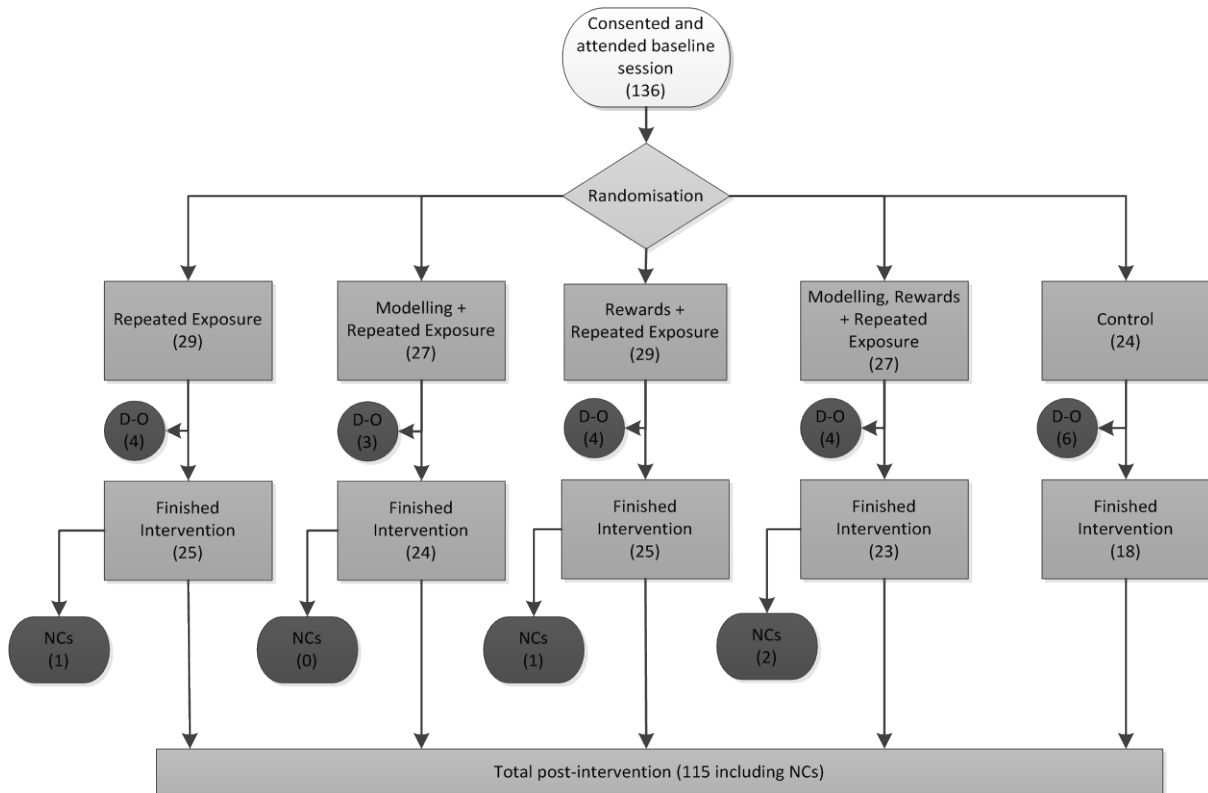 Consented and
attended baseline
session
(136)
Randomisation
Repeated Exposure
(29)
Modelling +
Repeated Exposure
(27)
Rewards +
Repeated Exposure
(29)
Modelling, Rewards
+ Repeated
Exposure
(27)
Control
(24)
D-O
(4)
D-O
(3)
D-O
(4)
D-O
(4)
D-O
(6)
Finished
Intervention
(25)
Finished
Intervention
(24)
Finished
Intervention
(25)
Finished
Intervention
(23)
Finished
Intervention
(18)
NCs
(1)
NCs
(0)
NCs
(1)
NCs
(2)
Total post-intervention (115 including NCs)